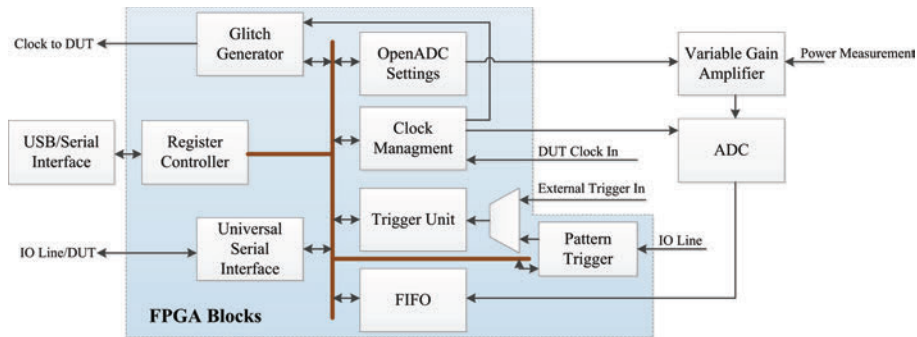 Clock to DUT
Glitch
Generator
OpenADC
Settings
Variable Gain
Amplifier
Power Measurement
USB/Serial
Interface
Register
Controller
Clock
Managment
ADC
DUT Clock In
External Trigger In
Trigger Unit
IO Line/DUT
Universal
Serial
Interface
Pattern
Trigger
IO Line
FIFO
FPGA Blocks